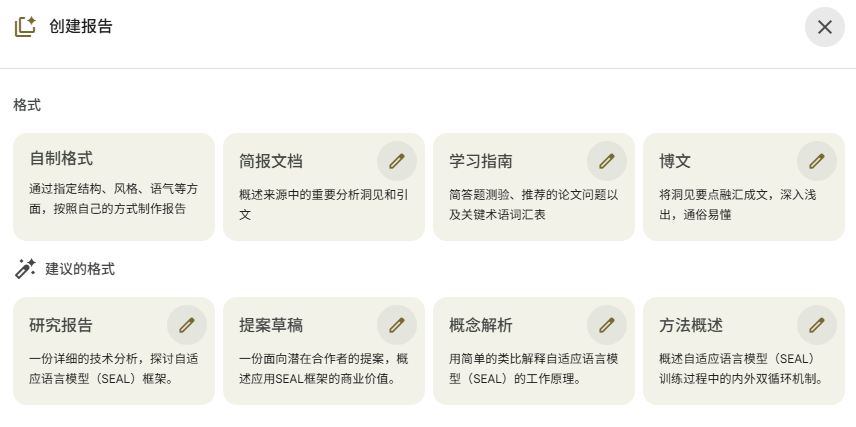 创建报告
格式
自制格式
通过指定结构、风格、语气等方
面，按照自己的方式制作报告
简报文档
概述来源中的重要分析洞见和引
文
学习指南
简答题测验、推荐的论文问题以
及关键术语词汇表
博文
将洞见要点融汇成文，深入浅
出，通俗易懂
建议的格式
研究报告
一份详细的技术分析，探讨自适
应语言模型（SEAL）框架。
提案草稿
一份面向潜在合作者的提案，概
述应用SEAL框架的商业价值。
概念解析
用简单的类比解释自适应语言模
型（SEAL）的工作原理。
方法概述
概述自适应语言模型（SEAL）
训练过程中的内外双循环机制。